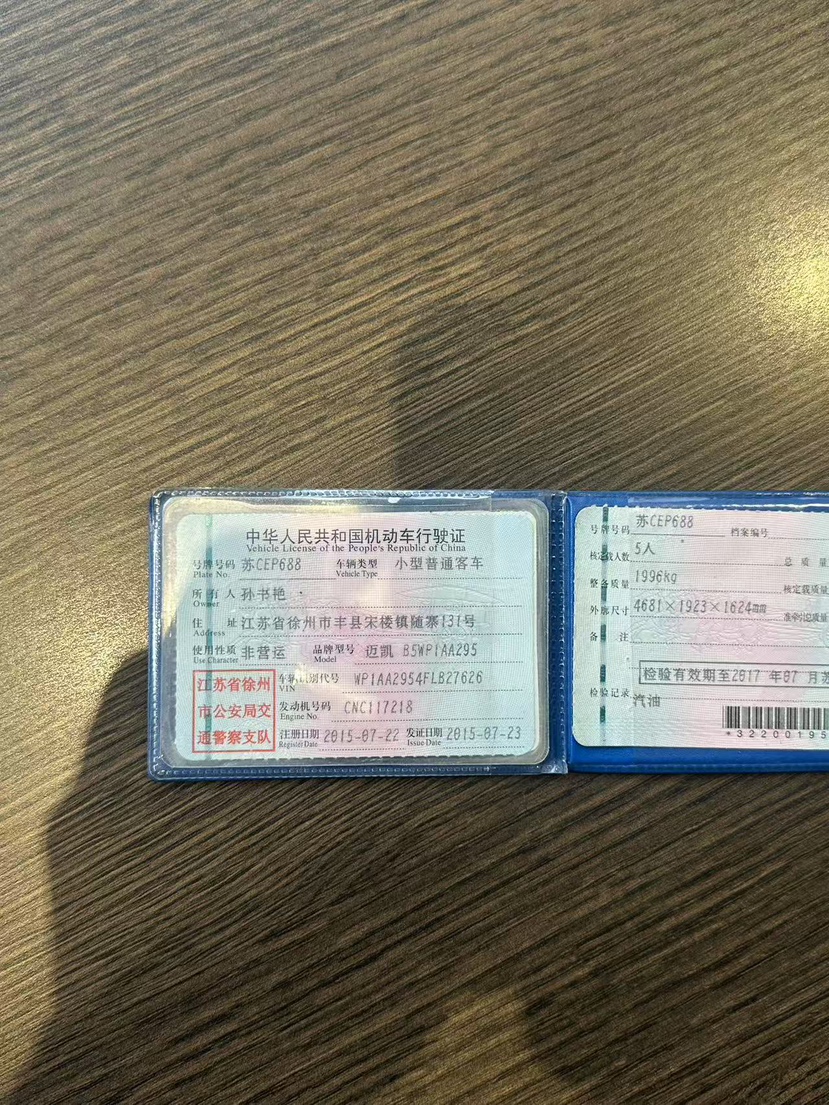 中华人民共和国机动车行驶证
Vehicle License of the People's Republic of China
号牌号码 苏CEP688 车辆类型 小型普通客车
Plate No. Vehicle Type
所有人 孙书艳
Owner
住址 江苏省徐州市丰县宋楼镇随寨131号
Address
使用性质 非营运 品牌型号 迈凯 B5WP1AA295
Use Character Model
江苏省徐州
市公安局交
通警察支队
车辆识别代号 WP1AA2954FLB27626
VIN
发动机号码 CNC117218
Engine No.
注册日期 2015-07-22 发证日期 2015-07-23
Register Date Issue Date
号牌号码 苏CEP688 档案编号
核定载人数 5人 总质量
整备质量 1996kg 核定载质量
外廓尺寸 4681×1923×1624mm 准牵引总质量
备注
检验有效期至2017年07月苏
检验记录
汽油
*32200195